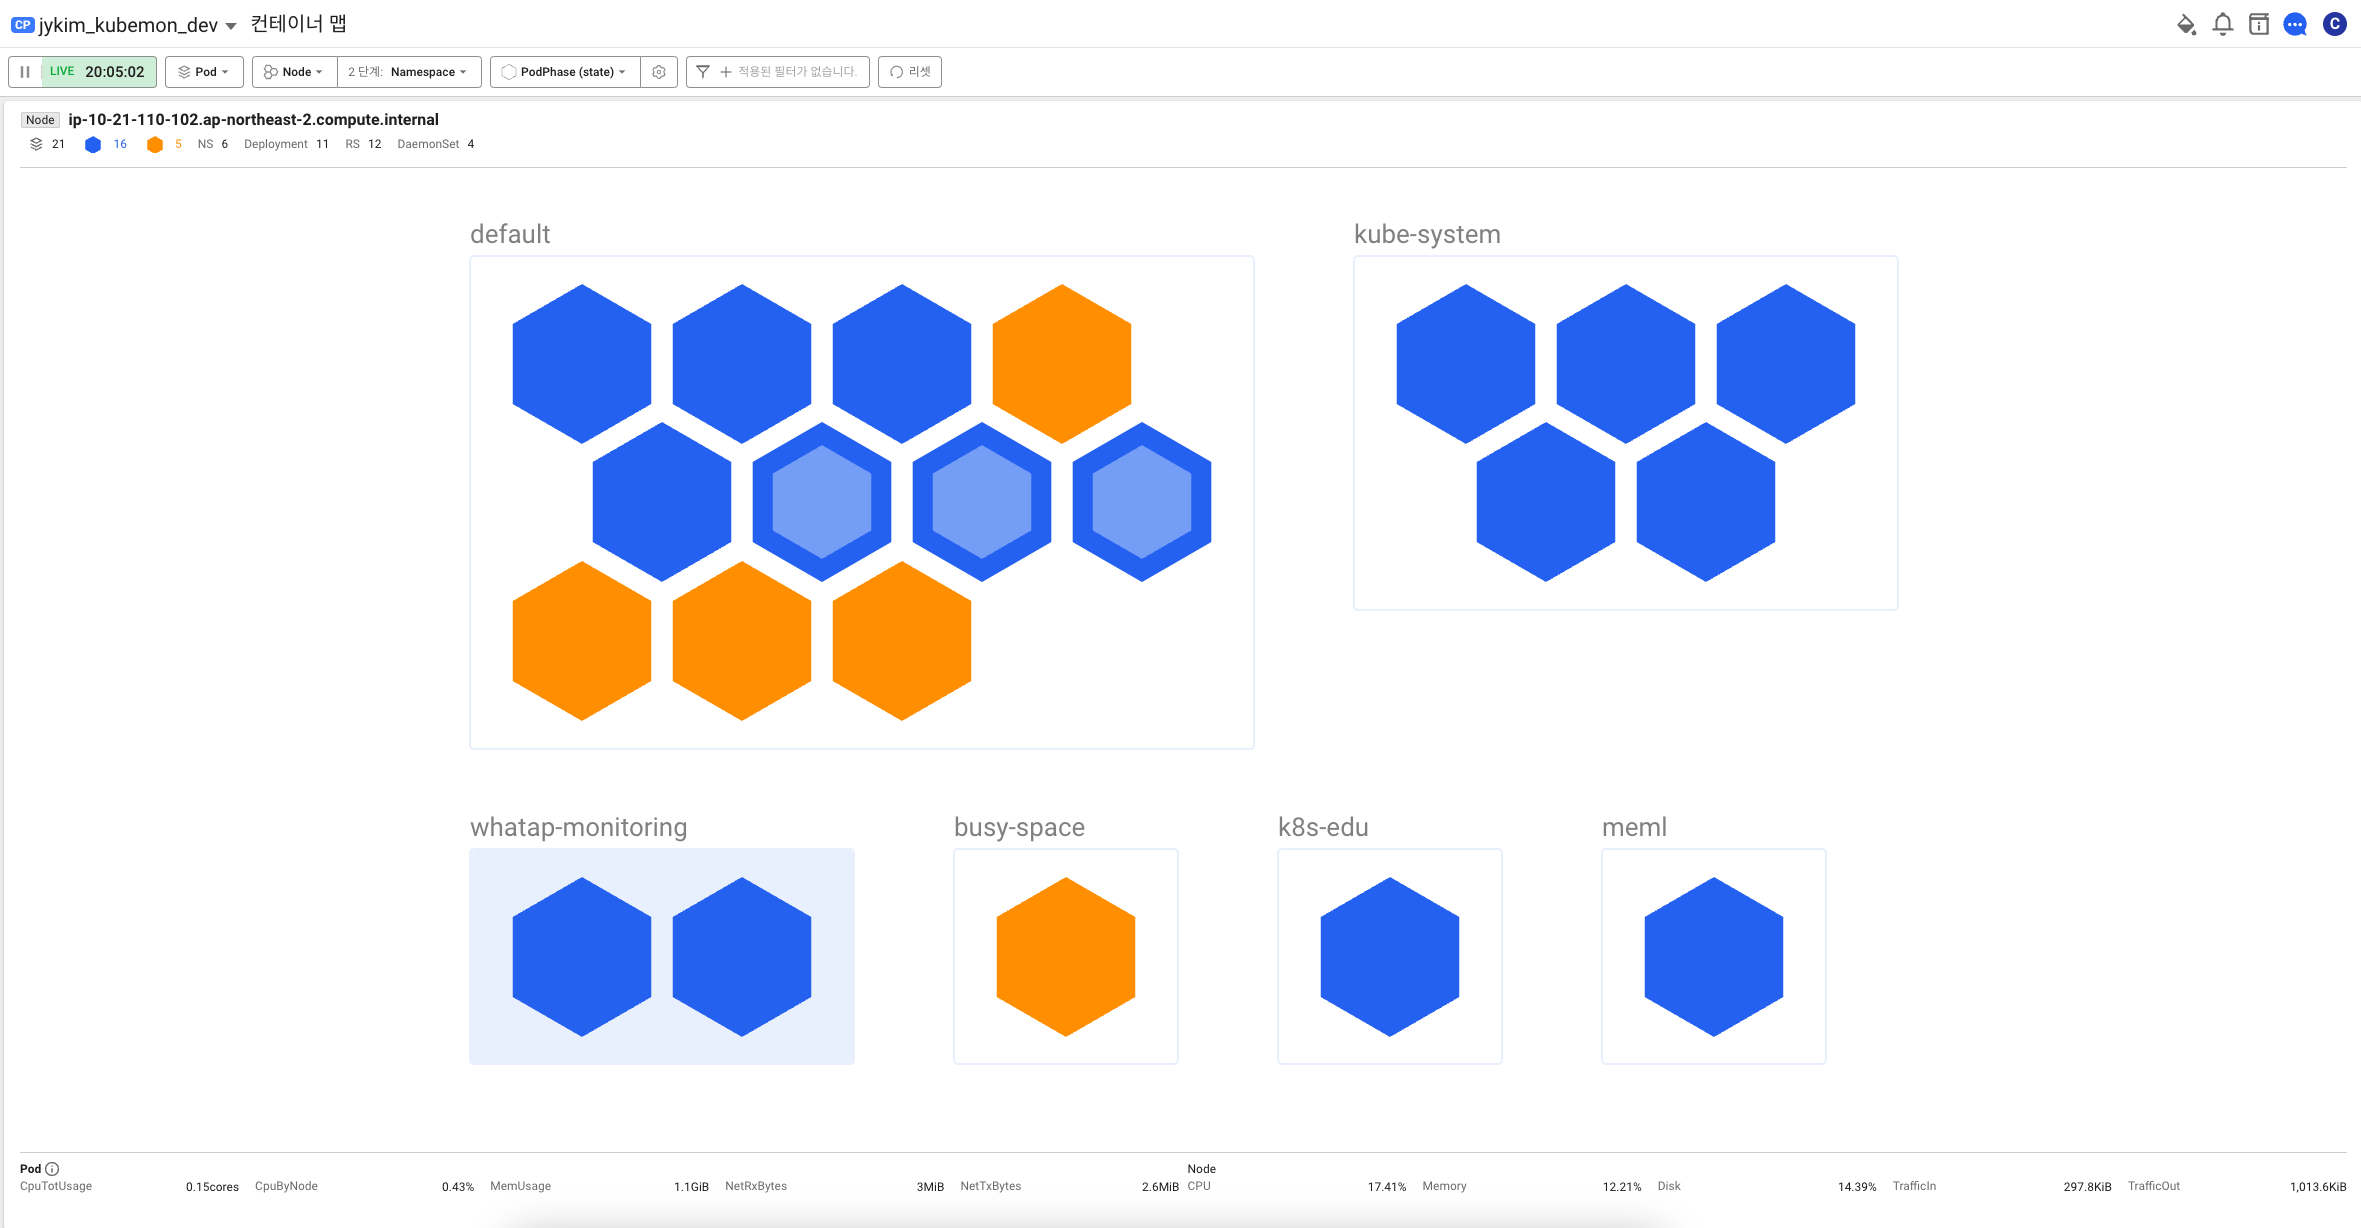 CP jykim_kubemon_dev 컨테이너 맵
C
LIVE 20:05:02 Pod Node 2 단계: Namespace PodPhase (state) 적용된 필터가 없습니다. 리셋
Node ip-10-21-110-102.ap-northeast-2.compute.internal
21 16 5 NS 6 Deployment 11 RS 12 DaemonSet 4
default
kube-system
whatap-monitoring
busy-space
k8s-edu
meml
Pod
CpuTotUsage 0.15cores CpuByNode 0.43% MemUsage 1.1GiB NetRxBytes 3MiB NetTxBytes 2.6MiB
Node
CPU 17.41% Memory 12.21% Disk 14.39% TrafficIn 297.8KiB TrafficOut 1,013.6KiB